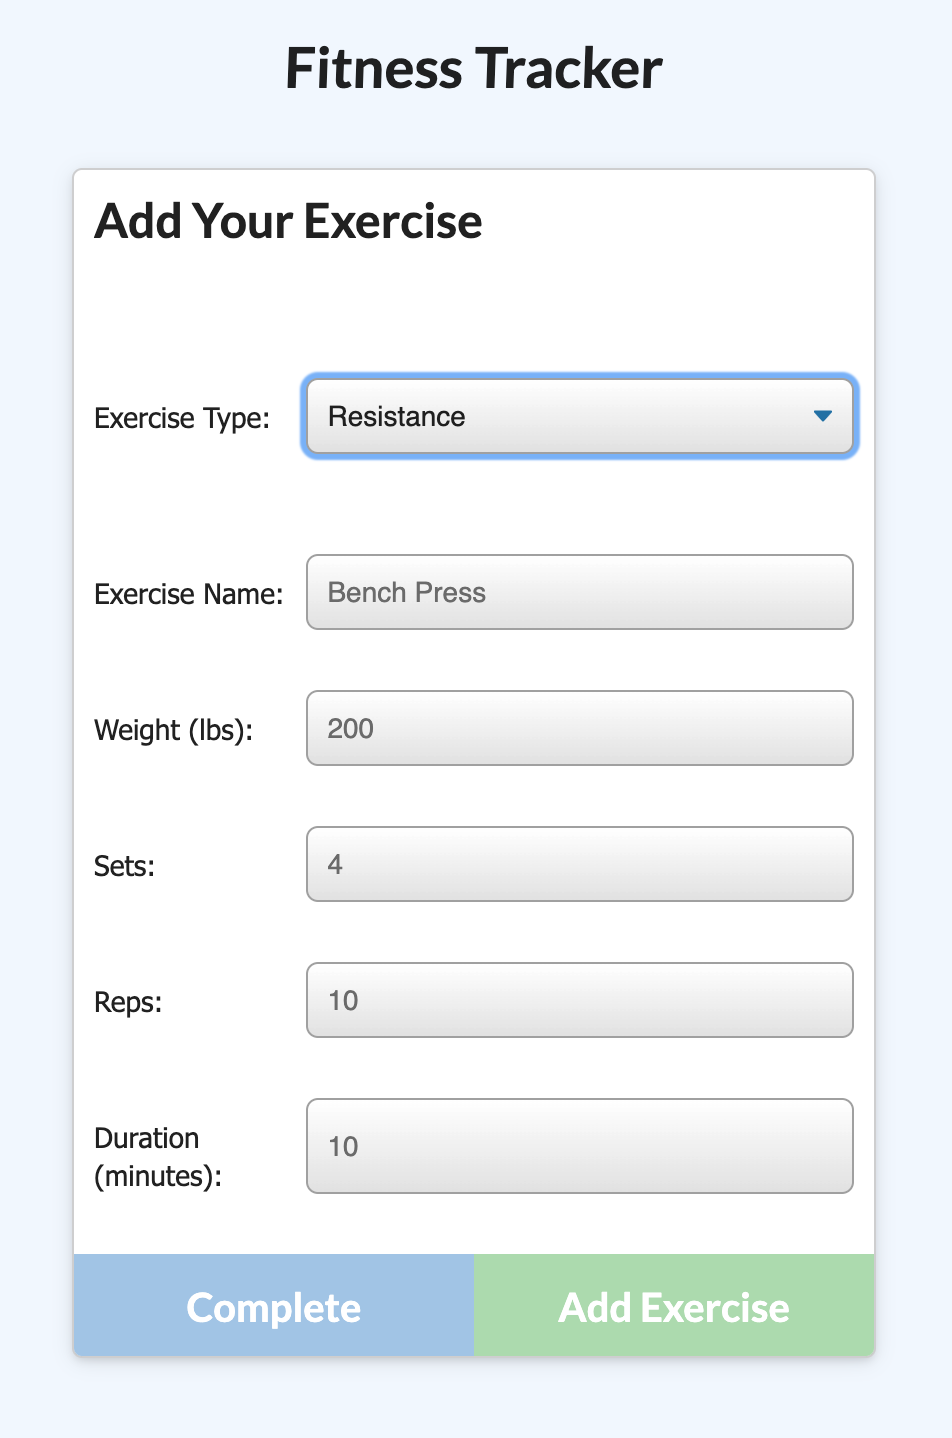 Fitness Tracker
Add Your Exercise
Exercise Type: Resistance
Exercise Name: Bench Press
Weight (lbs): 200
Sets: 4
Reps: 10
Duration
(minutes): 10
Complete Add Exercise